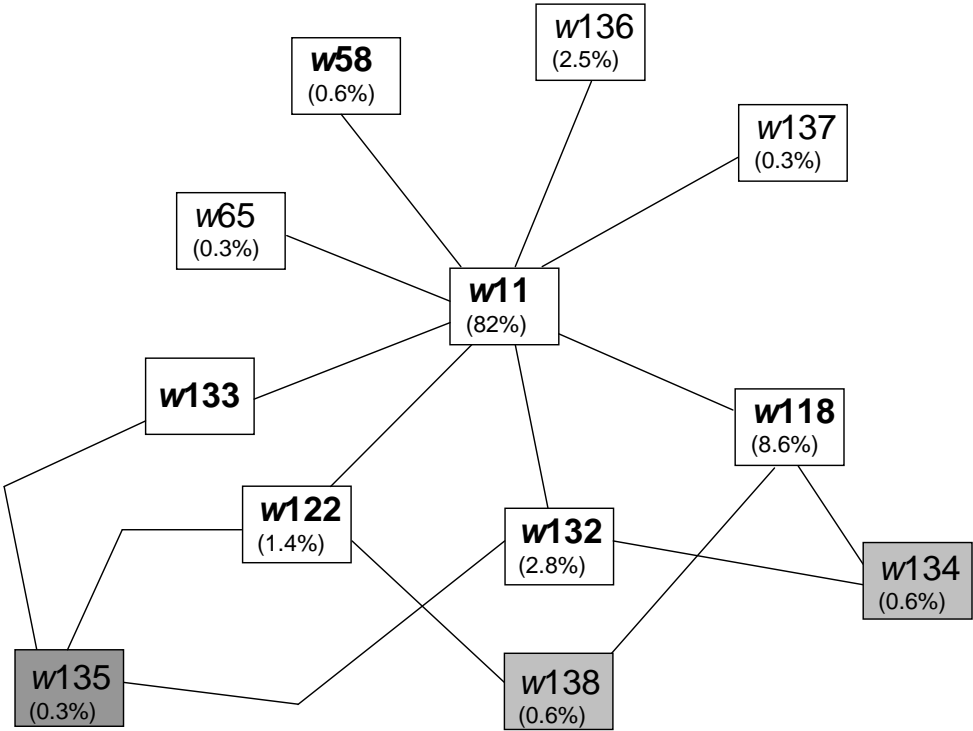 w136
(2.5%)
w58
(0.6%)
w137
(0.3%)
w65
(0.3%)
w11
(82%)
w133
w118
(8.6%)
w122
(1.4%)
w132
(2.8%)
w134
(0.6%)
w135
(0.3%)
w138
(0.6%)